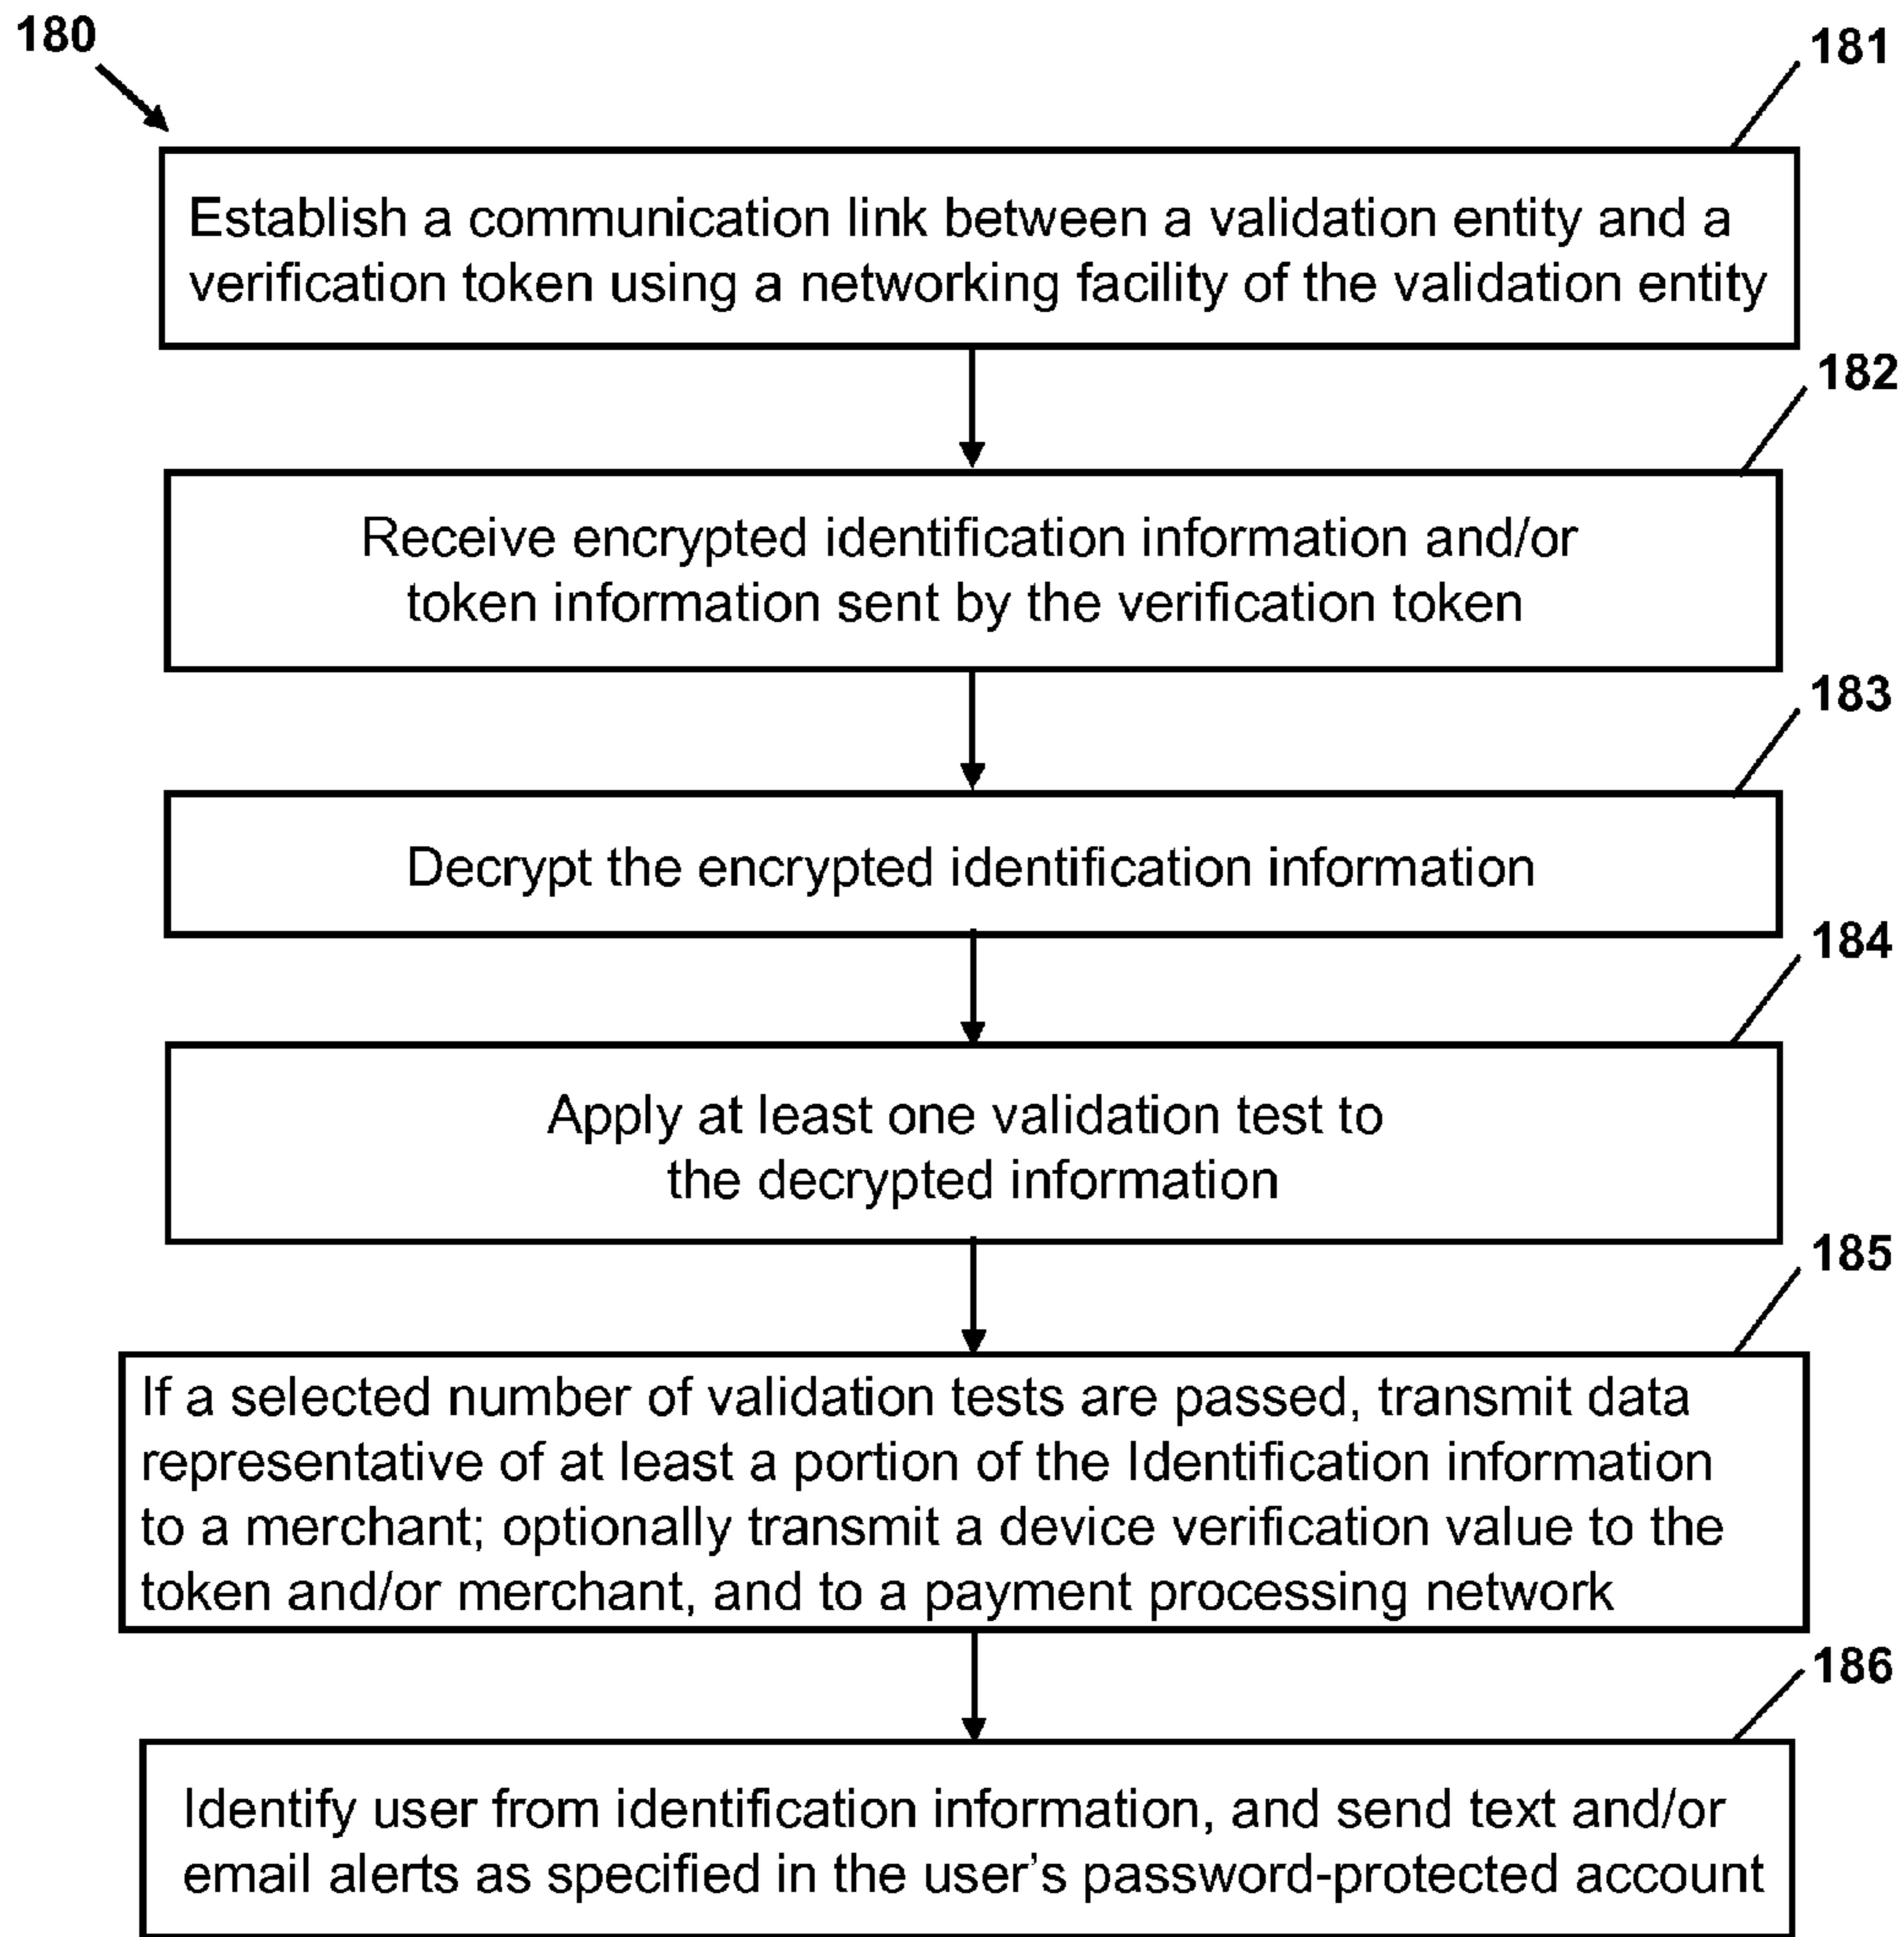 180
181
Establish a communication link between a validation entity and a
verification token using a networking facility of the validation entity
182
Receive encrypted identification information and/or
token information sent by the verification token
183
Decrypt the encrypted identification information
184
Apply at least one validation test to
the decrypted information
185
If a selected number of validation tests are passed, transmit data
representative of at least a portion of the Identification information
to a merchant; optionally transmit a device verification value to the
token and/or merchant, and to a payment processing network
186
Identify user from identification information, and send text and/or
email alerts as specified in the user's password-protected account